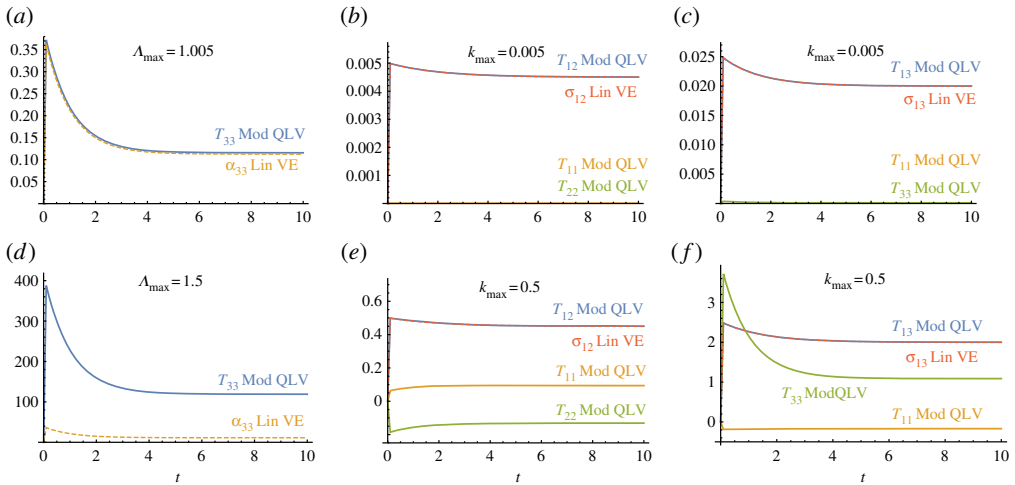 (a)
Λmax = 1.005
0.35
0.30
0.25
0.20
0.15
0.10
0.05
T33 Mod QLV
α33 Lin VE
0 2 4 6 8 10
(b)
kmax = 0.005
0.005
0.004
0.003
0.002
0.001
T12 Mod QLV
σ12 Lin VE
T11 Mod QLV
T22 Mod QLV
0 2 4 6 8 10
(c)
kmax = 0.005
0.025
0.020
0.015
0.010
0.005
T13 Mod QLV
σ13 Lin VE
T11 Mod QLV
T33 Mod QLV
0 2 4 6 8 10
(d)
Λmax = 1.5
400
300
200
100
T33 Mod QLV
α33 Lin VE
0 2 4 6 8 10
t
(e)
kmax = 0.5
0.6
0.4
0.2
0
T12 Mod QLV
σ12 Lin VE
T11 Mod QLV
T22 Mod QLV
0 2 4 6 8 10
t
(f)
kmax = 0.5
3
2
1
0
T13 Mod QLV
σ13 Lin VE
T33 ModQLV
T11 Mod QLV
0 2 4 6 8 10
t